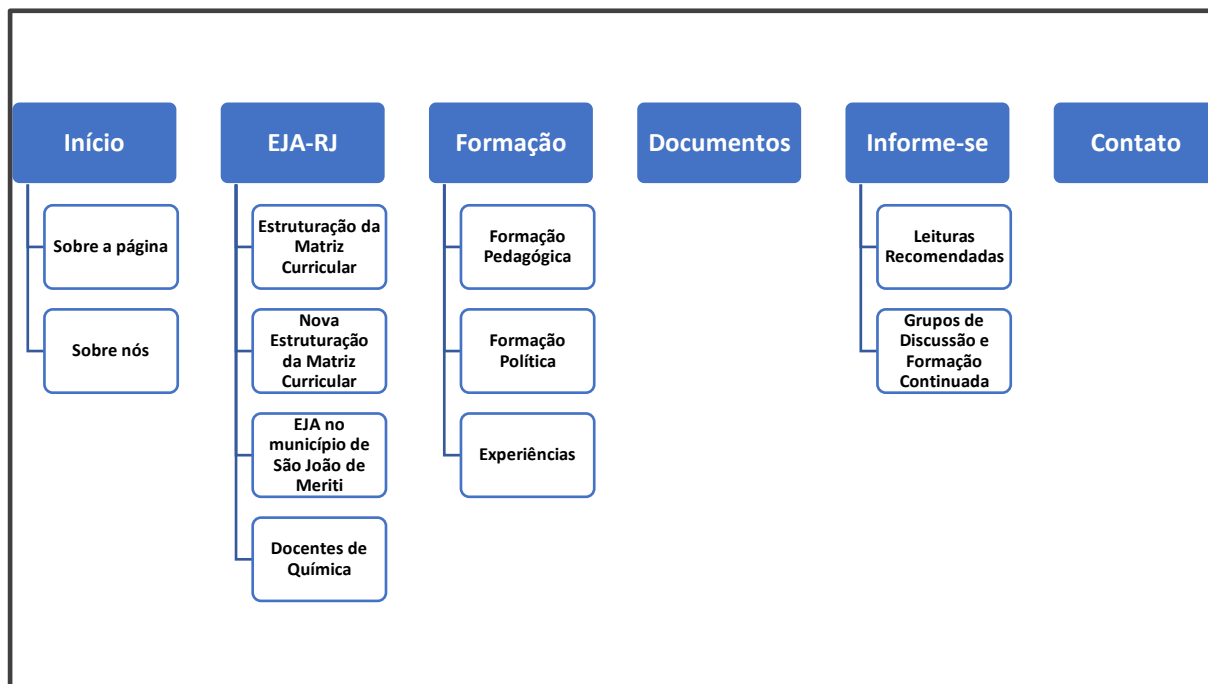 Início
EJA-RJ
Formação
Documentos
Informe-se
Contato
Sobre a página
Sobre nós
Estruturação da
Matriz
Curricular
Nova
Estruturação
da Matriz
Curricular
EJA no
município de
São João de
Meriti
Docentes de
Química
Formação
Pedagógica
Formação
Política
Experiências
Leituras
Recomendadas
Grupos de
Discussão e
Formação
Continuada